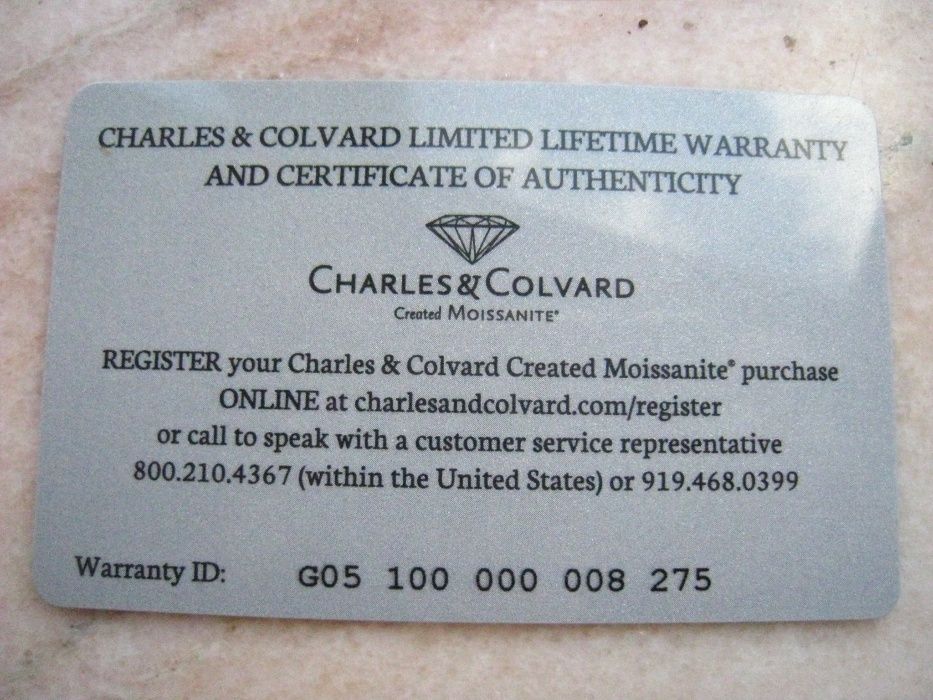 CHARLES & COLVARD LIMITED LIFETIME WARRANTY
AND CERTIFICATE OF AUTHENTICITY
CHARLES & COLVARD
Created MOISSANITE®
REGISTER your Charles & Colvard Created Moissanite® purchase
ONLINE at charlesandcolvard.com/register
or call to speak with a customer service representative
800.210.4367 (within the United States) or 919.468.0399
Warranty ID: G05 100 000 008 275